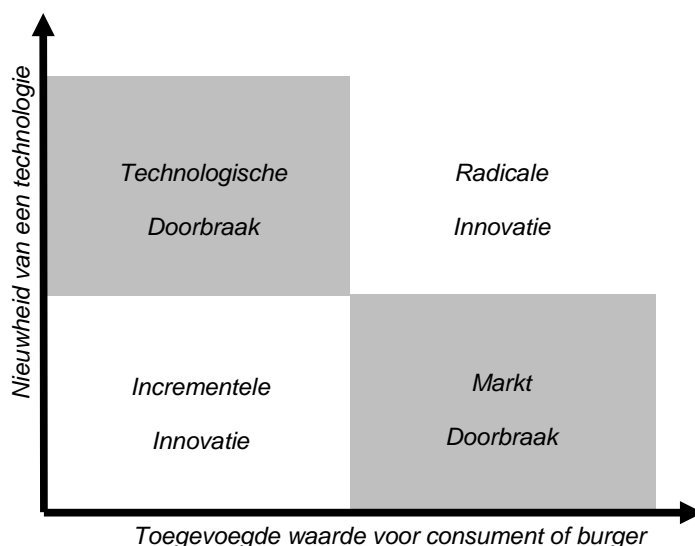 Nieuwheid van een technologie
Technologische
Doorbraak
Radicale
Innovatie
Incrementele
Innovatie
Markt
Doorbraak
Toegevoegde waarde voor consument of burger